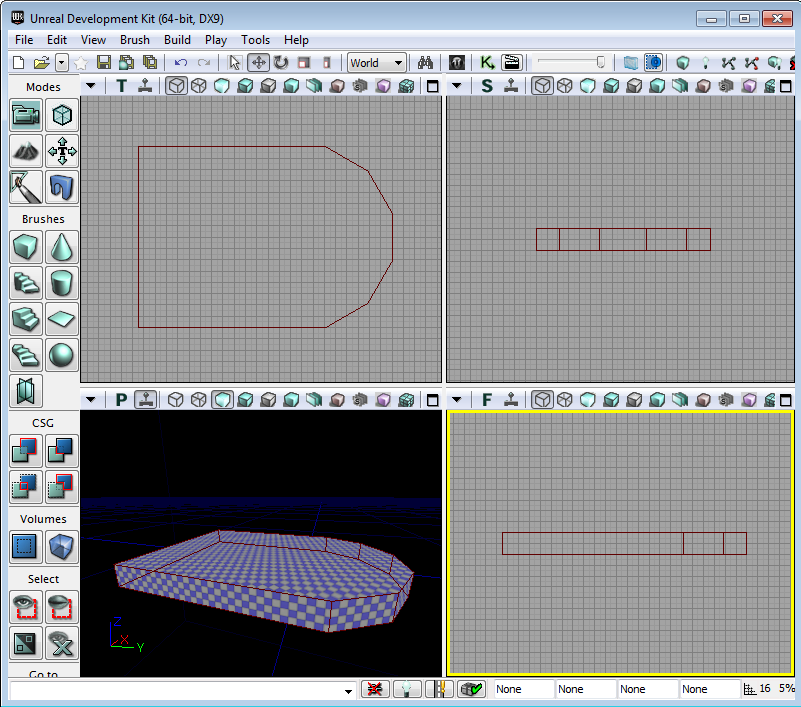 Unreal Development Kit (64-bit, DX9)
File Edit View Brush Build Play Tools Help
World
Modes
T
S
Brushes
P
F
CSG
Volumes
Select
Go to
Z
X
Y
None None None None 16 5%